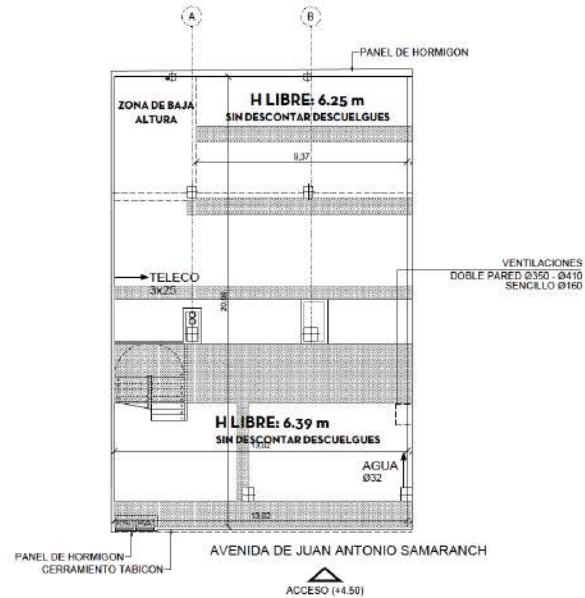 A
B
PANEL DE HORMIGON
ZONA DE BAJA
ALTURA
H LIBRE: 6.25 m
SIN DESCONTAR DESCUELGUES
9,37
VENTILACIONES
DOBLE PARED Ø350 - Ø410
SENCILLO Ø160
TELECO
3x25
H LIBRE: 6.39 m
SIN DESCONTAR DESCUELGUES
13,02
AGUA
Ø32
13,02
PANEL DE HORMIGON
CERRAMIENTO TABICON
AVENIDA DE JUAN ANTONIO SAMARANCH
ACCESO (+4.50)